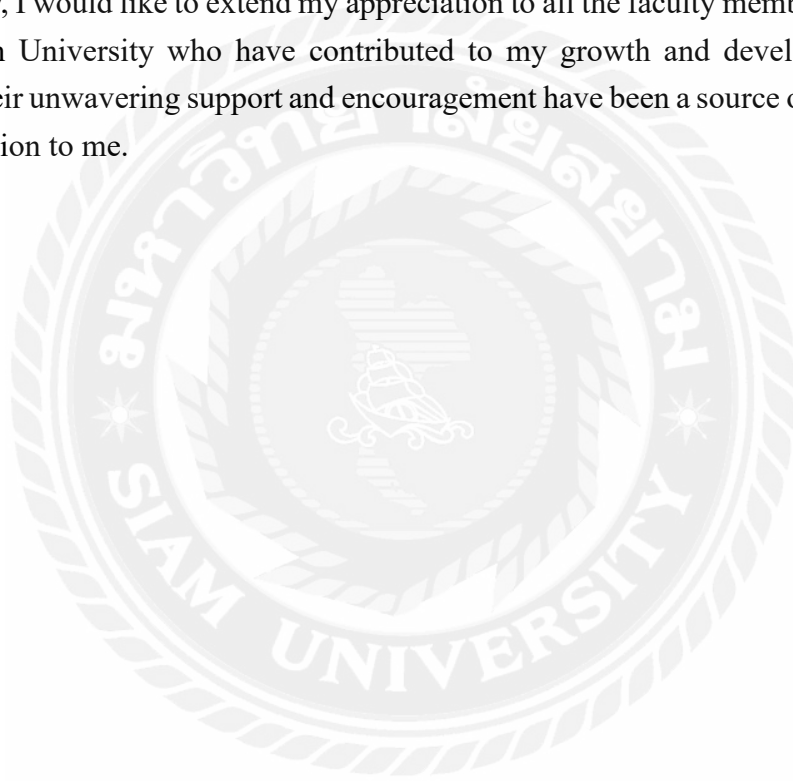 , I would like to extend my appreciation to all the faculty memb
University who have contributed to my growth and devel
eir unwavering support and encouragement have been a source o
ion to me.
มหาวิทยาลัยสยาม
SIAM UNIVERSITY